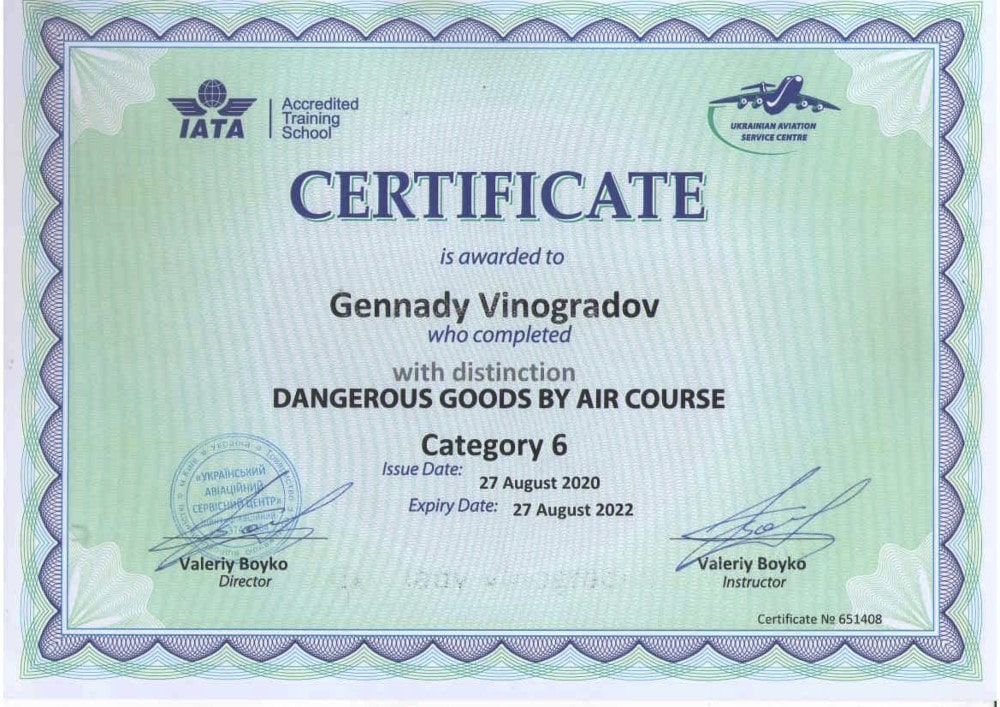 IATA
Accredited
Training
School
UKRAINIAN AVIATION
SERVICE CENTRE
CERTIFICATE
is awarded to
Gennady Vinogradov
who completed
with distinction
DANGEROUS GOODS BY AIR COURSE
Category 6
Issue Date: 27 August 2020
Expiry Date: 27 August 2022
Україна
«УКРАЇНСЬКИЙ
АВІАЦІЙНИЙ
СЕРВІСНИЙ ЦЕНТР»
Valeriy Boyko
Director
Valeriy Boyko
Instructor
Certificate № 651408